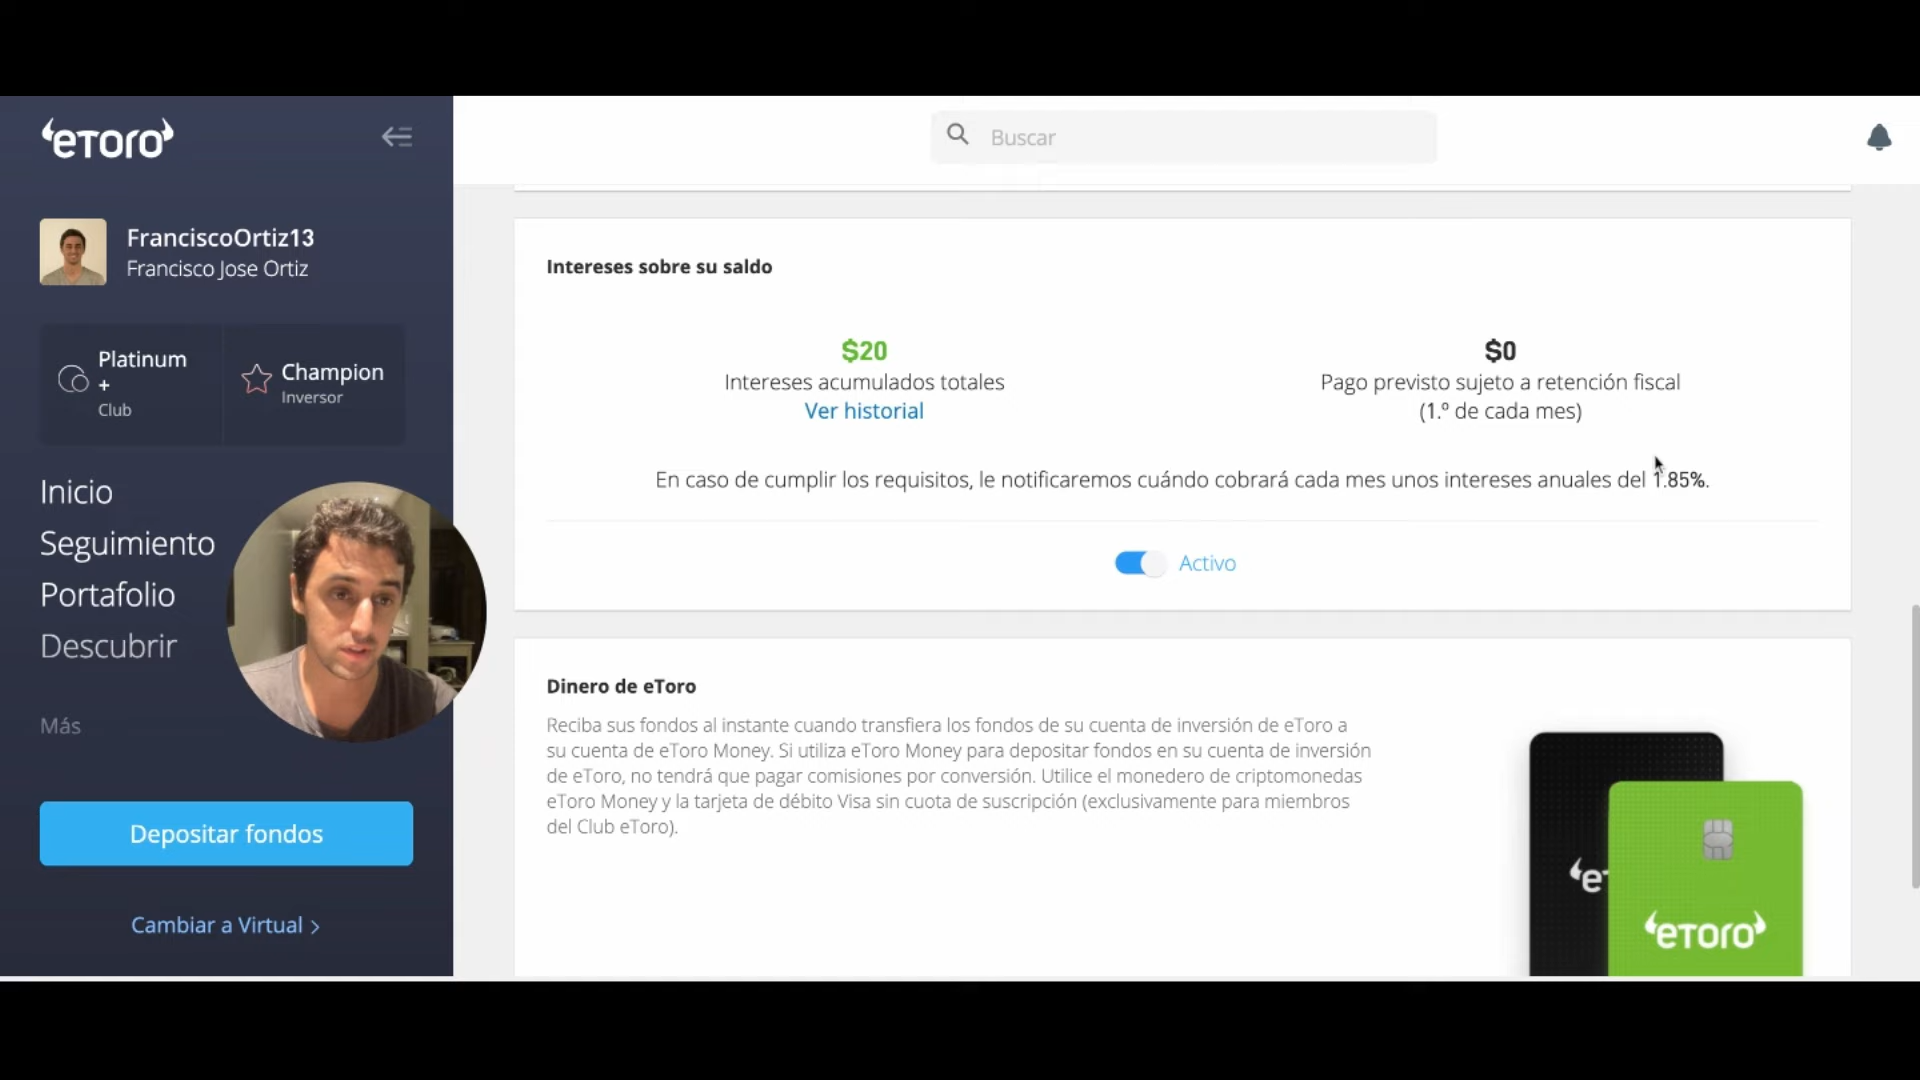 eToro
Buscar
FranciscoOrtiz13
Francisco Jose Ortiz
Platinum
+
Club
Champion
Inversor
Inicio
Seguimiento
Portafolio
Descubrir
Más
Depositar fondos
Cambiar a Virtual >
Intereses sobre su saldo
$20
Intereses acumulados totales
Ver historial
$0
Pago previsto sujeto a retención fiscal
(1.º de cada mes)
En caso de cumplir los requisitos, le notificaremos cuándo cobrará cada mes unos intereses anuales del 1.85%.
Activo
Dinero de eToro
Reciba sus fondos al instante cuando transfiera los fondos de su cuenta de inversión de eToro a
su cuenta de eToro Money. Si utiliza eToro Money para depositar fondos en su cuenta de inversión
de eToro, no tendrá que pagar comisiones por conversión. Utilice el monedero de criptomonedas
eToro Money y la tarjeta de débito Visa sin cuota de suscripción (exclusivamente para miembros
del Club eToro).
eToro